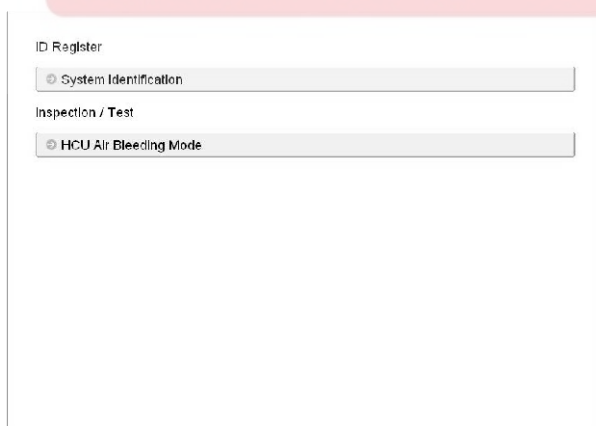 ID Register
System Identification
Inspection / Test
HCU Air Bleeding Mode